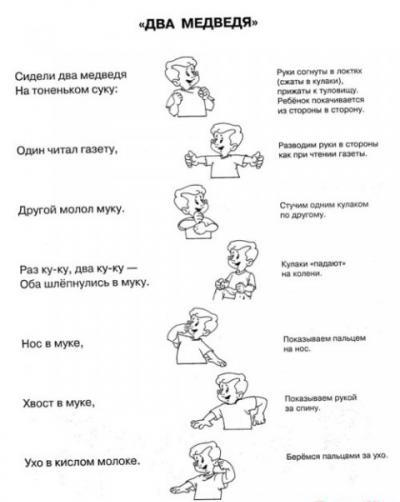 «ДВА МЕДВЕДЯ»
Сидели два медведя
На тоненьком суку:
Руки согнуты в локтях
(сжаты в кулаки),
прижаты к туловищу.
Ребёнок покачивается
из стороны в сторону.
Один читал газету,
Разводим руки в стороны
как при чтении газеты.
Другой молол муку.
Стучим одним кулаком
по другому.
Раз ку-ку, два ку-ку —
Оба шлёпнулись в муку.
Кулаки «падают»
на колени.
Нос в муке,
Показываем пальцем
на нос.
Хвост в муке,
Показываем рукой
за спину.
Ухо в кислом молоке.
Берёмся пальцами за ухо.